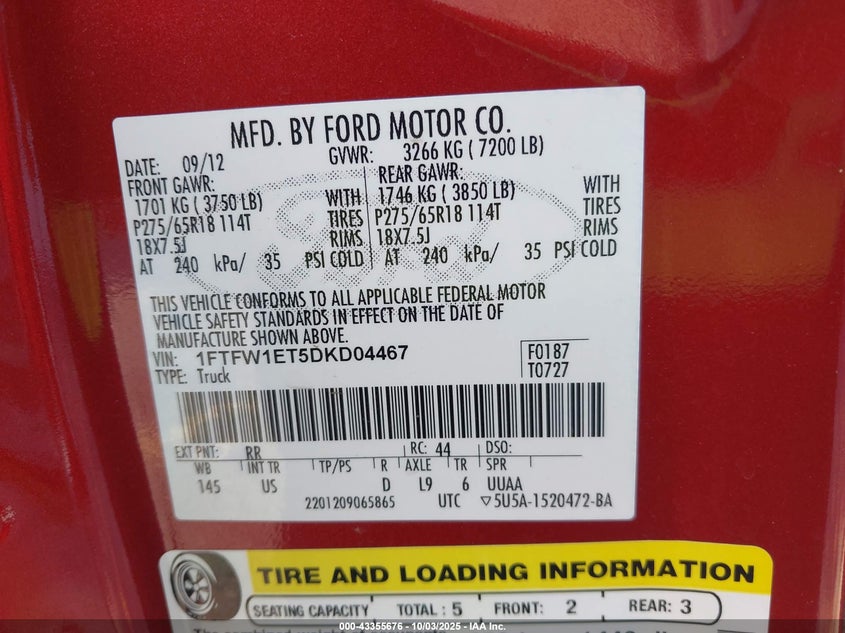 MFD. BY FORD MOTOR CO.
DATE: 09/12 GVWR: 3266 KG ( 7200 LB)
FRONT GAWR: REAR GAWR:
1701 KG ( 3750 LB) WITH 1746 KG ( 3850 LB) WITH
P275/65R18 114T TIRES P275/65R18 114T TIRES
18X7.5J RIMS 18X7.5J RIMS
AT 240 kPa/ 35 PSI COLD AT 240 kPa/ 35 PSI COLD
THIS VEHICLE CONFORMS TO ALL APPLICABLE FEDERAL MOTOR
VEHICLE SAFETY STANDARDS IN EFFECT ON THE DATE OF
MANUFACTURE SHOWN ABOVE.
VIN: 1FTFW1ET5DKD04467 F0187
TYPE: Truck T0727
EXT PNT: RR RC: 44 DSO:
WB INT TR TP/PS R AXLE TR SPR
145 US D L9 6 UUAA
2201209065865 UTC ▽5U5A-1520472-BA
TIRE AND LOADING INFORMATION
SEATING CAPACITY TOTAL : 5 FRONT: 2 REAR: 3
000-43355676 - 10/03/2025 - IAA Inc.